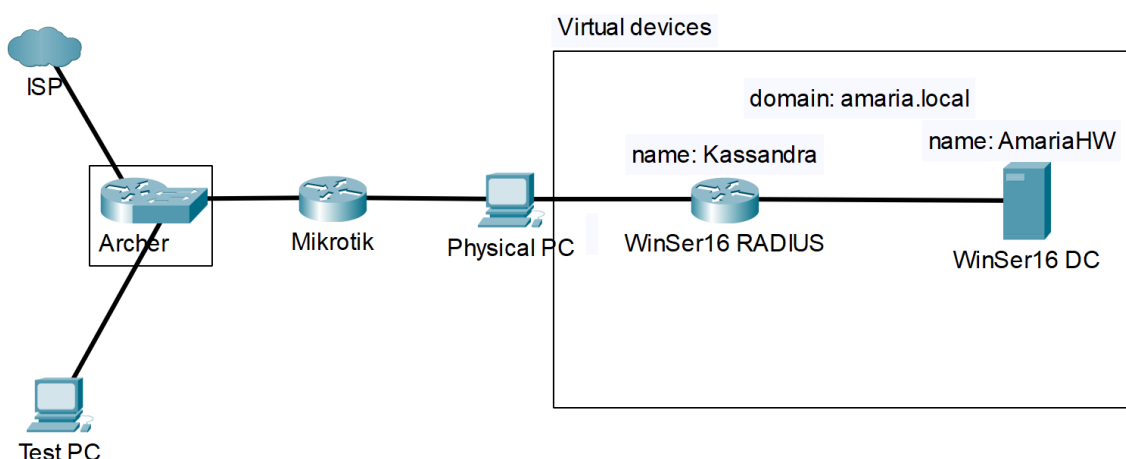 Virtual devices
ISP
domain: amaria.local
name: Kassandra
name: AmariaHW
Archer
Mikrotik
Physical PC
WinSer16 RADIUS
WinSer16 DC
Test PC